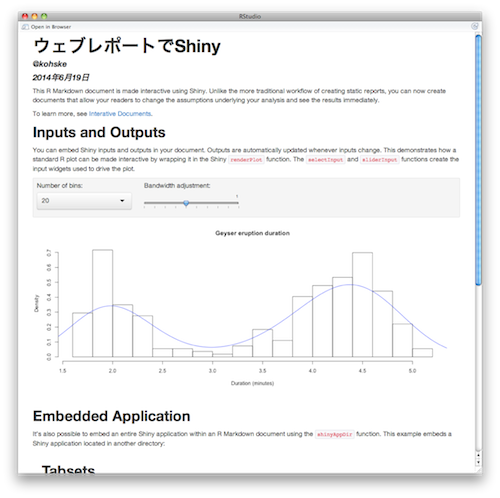 RStudio
Open in Browser
ウェブレポートでShiny
@kohske
2014年6月19日
This R Markdown document is made interactive using Shiny. Unlike the more traditional workflow of creating static reports, you can now create
documents that allow your readers to change the assumptions underlying your analysis and see the results immediately.
To learn more, see Interative Documents.
Inputs and Outputs
You can embed Shiny inputs and outputs in your document. Outputs are automatically updated whenever inputs change. This demonstrates how a
standard R plot can be made interactive by wrapping it in the Shiny renderPlot function. The selectInput and sliderInput functions create the
input widgets used to drive the plot.
Number of bins:
Bandwidth adjustment:
20
1
Geyser eruption duration
Density
0.0 0.1 0.2 0.3 0.4 0.5 0.6 0.7
1.5 2.0 2.5 3.0 3.5 4.0 4.5 5.0
Duration (minutes)
Embedded Application
It's also possible to embed an entire Shiny application within an R Markdown document using the shinyAppDir function. This example embeds a
Shiny application located in another directory:
Tabsets